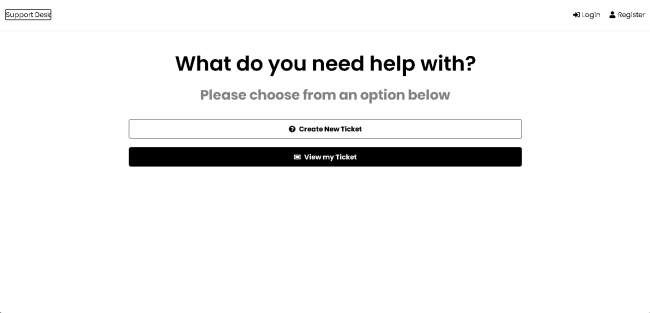 Support Desk
Login
Register
What do you need help with?
Please choose from an option below
Create New Ticket
View my Ticket